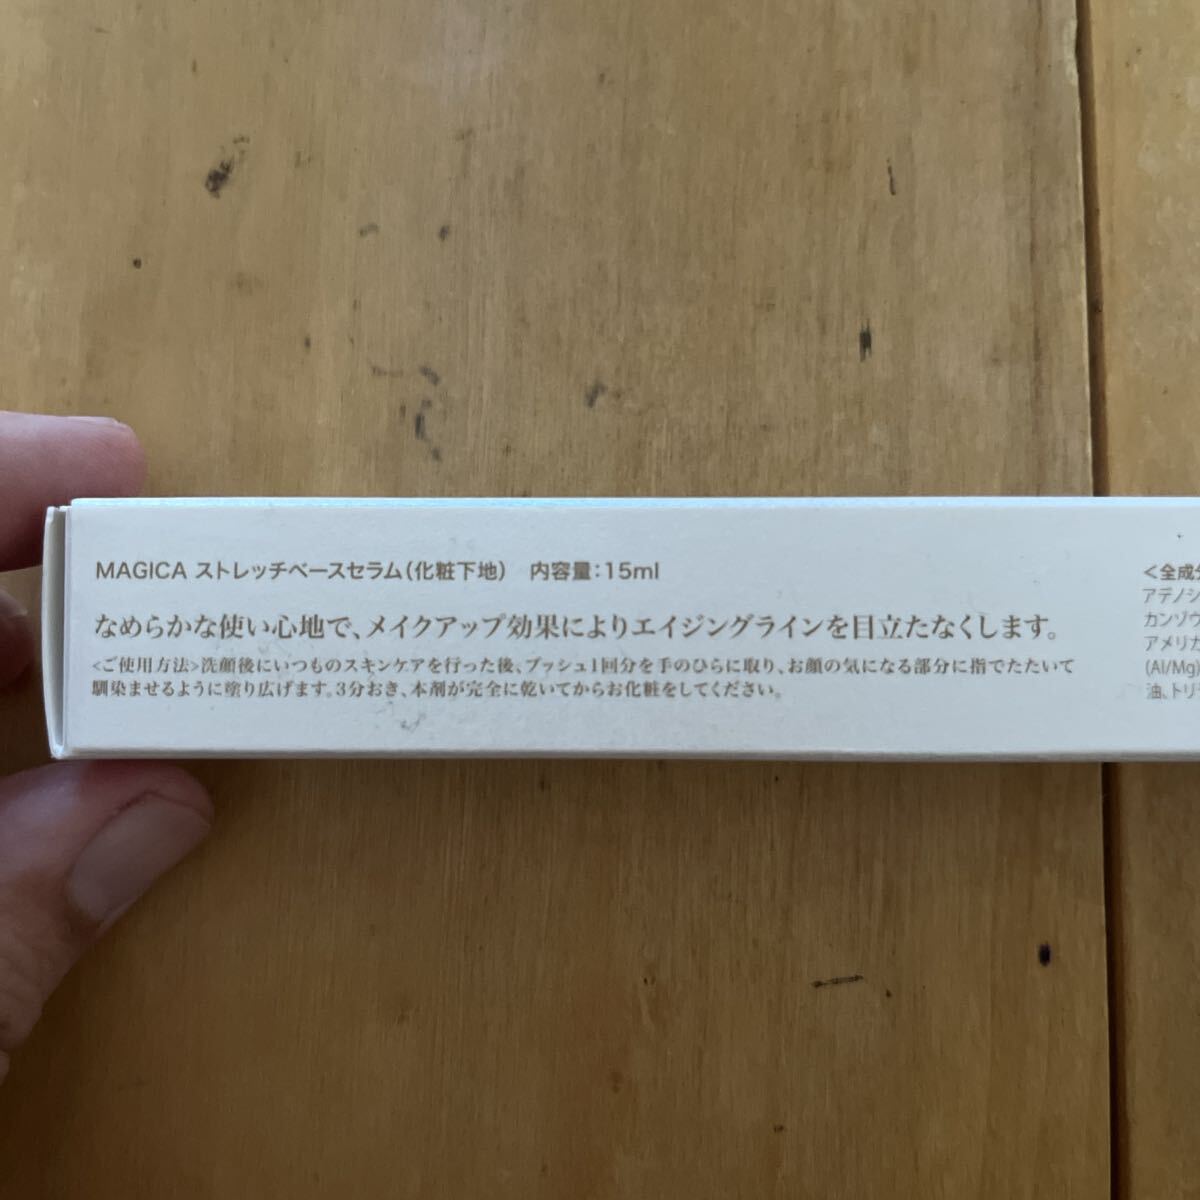 MAGICA ストレッチベースセラム(化粧下地) 内容量:15ml
なめらかな使い心地で、メイクアップ効果によりエイジングラインを目立たなくします。
<ご使用方法>洗顔後にいつものスキンケアを行った後、プッシュ1回分を手のひらに取り、お顔の気になる部分に指でたたいて
馴染ませるように塗り広げます。3分おき、本剤が完全に乾いてからお化粧をしてください。
<全成分
アデノシ
カンゾウ
アメリカ
(Al/Mg)
油、トリ